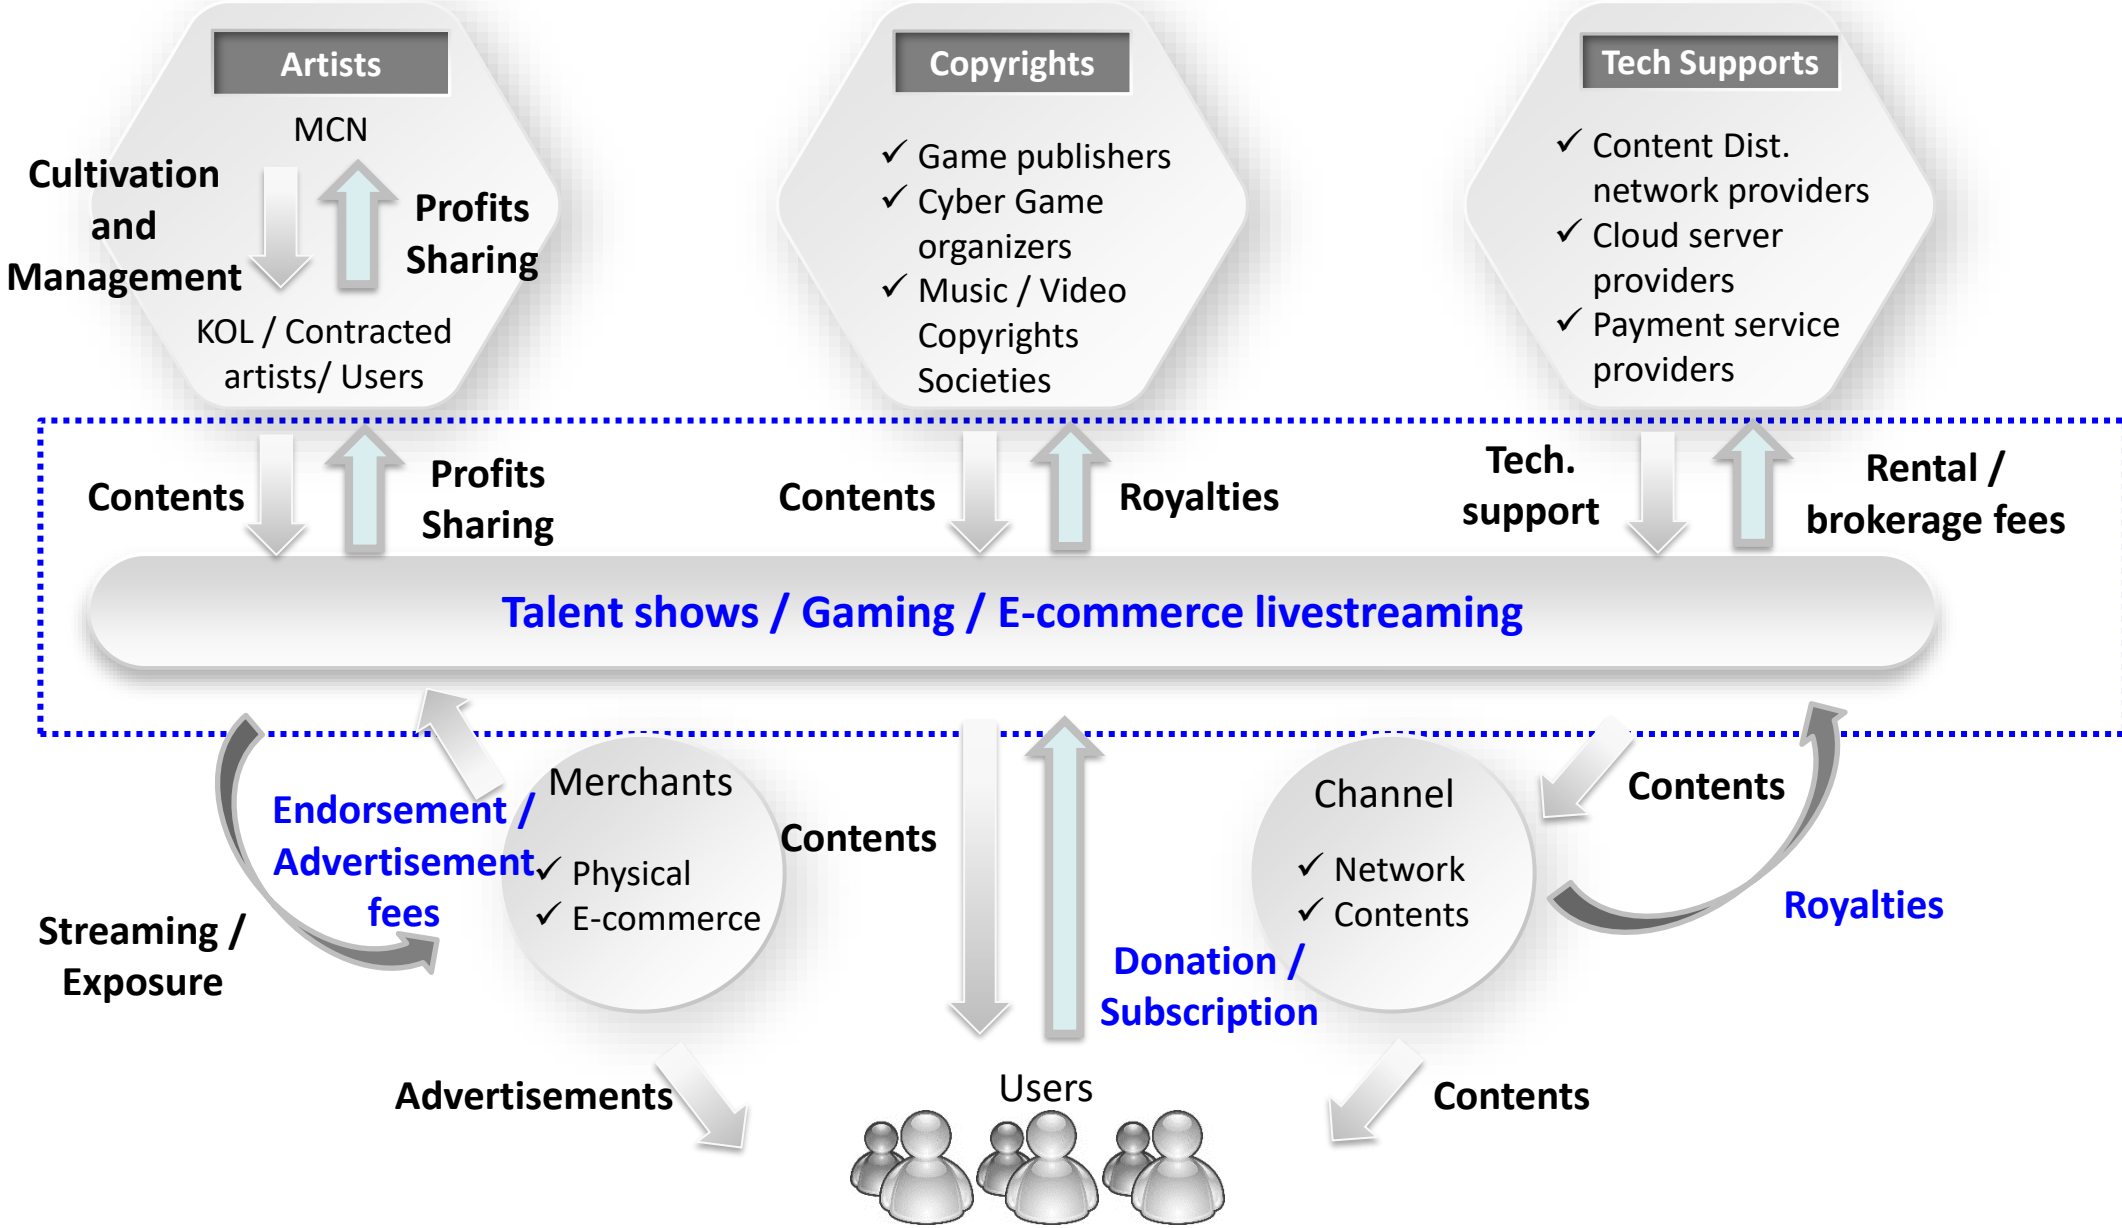 Artists
MCN
Cultivation
and
Management
Profits
Sharing
KOL / Contracted
artists/ Users
Copyrights
✓ Game publishers
✓ Cyber Game
organizers
✓ Music / Video
Copyrights
Societies
Tech Supports
✓ Content Dist.
network providers
✓ Cloud server
providers
✓ Payment service
providers
Contents
Profits
Sharing
Contents
Royalties
Tech.
support
Rental /
brokerage fees
Talent shows / Gaming / E-commerce livestreaming
Streaming /
Exposure
Endorsement /
Advertisement
fees
Merchants
✓ Physical
✓ E-commerce
Contents
Donation /
Subscription
Channel
✓ Network
✓ Contents
Contents
Royalties
Advertisements
Users
Contents